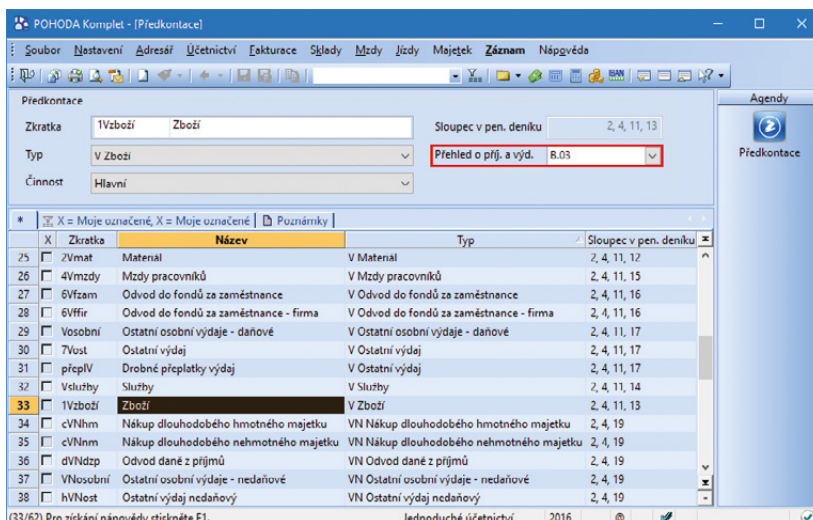 POHODA Komplet - [Předkontace]
Soubor Nastavení Adresář Účetnictví Fakturace Sklady Mzdy Jízdy Majetek Záznam Nápověda
Předkontace
Agendy
Zkratka 1Vzboží Zboží Sloupec v pen. deníku 2, 4, 11, 13
Typ V Zboží Přehled o příj. a výd. B.03
Předkontace
Činnost Hlavní
* X = Moje označené, X = Moje označené Poznámky
X Zkratka Název Typ Sloupec v pen. deníku
25 2Vmat Materiál V Materiál 2, 4, 11, 12
26 4Vmzdy Mzdy pracovníků V Mzdy pracovníků 2, 4, 11, 15
27 6Vfzam Odvod do fondů za zaměstnance V Odvod do fondů za zaměstnance 2, 4, 11, 16
28 6Vffir Odvod do fondů za zaměstnance - firma V Odvod do fondů za zaměstnance - firma 2, 4, 11, 16
29 Vosobní Ostatní osobní výdaje - daňové V Ostatní osobní výdaje - daňové 2, 4, 11, 17
30 7Vost Ostatní výdaj V Ostatní výdaj 2, 4, 11, 17
31 přeplV Drobné přeplatky výdaj V Ostatní výdaj 2, 4, 11, 17
32 Vslužby Služby V Služby 2, 4, 11, 14
33 1Vzboží Zboží V Zboží 2, 4, 11, 13
34 cVNhm Nákup dlouhodobého hmotného majetku VN Nákup dlouhodobého hmotného majetku 2, 4, 19
35 cVNnm Nákup dlouhodobého nehmotného majetku VN Nákup dlouhodobého nehmotného majetku 2, 4, 19
36 dVNdzp Odvod daně z příjmů VN Odvod daně z příjmů 2, 4, 19
37 VNosobní Ostatní osobní výdaje - nedaňové VN Ostatní osobní výdaje - nedaňové 2, 4, 19
38 hVNost Ostatní výdaj nedaňový VN Ostatní výdaj nedaňový 2, 4, 19
(33/62) Pro získání nápovědy stiskněte F1. Jednoduché účetnictví 2016 @